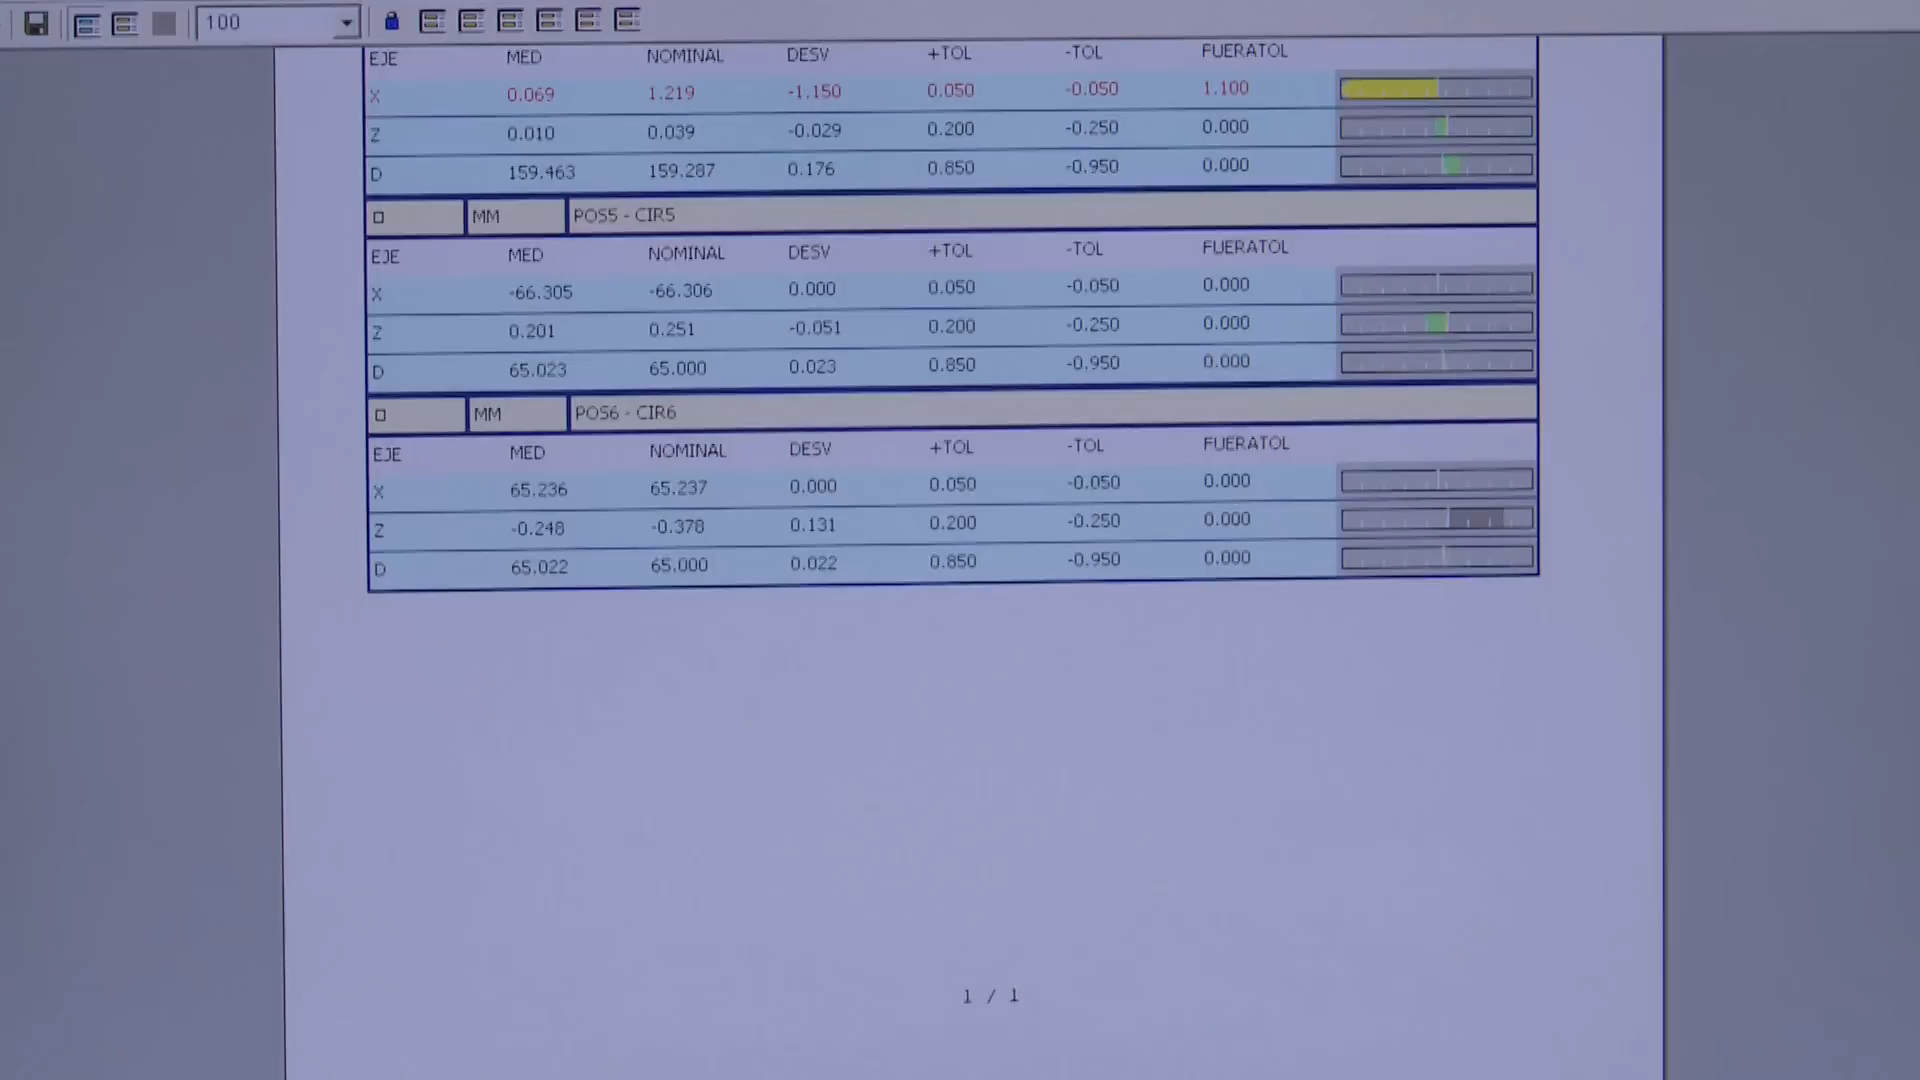 100
EJE MED NOMINAL DESV +TOL -TOL FUERATOL
X 0.069 1.219 -1.150 0.050 -0.050 1.100
Z 0.010 0.039 -0.029 0.200 -0.250 0.000
D 159.463 159.287 0.176 0.850 -0.950 0.000
MM POS5 - CIR5
EJE MED NOMINAL DESV +TOL -TOL FUERATOL
X -66.305 -66.306 0.000 0.050 -0.050 0.000
Z 0.201 0.251 -0.051 0.200 -0.250 0.000
D 65.023 65.000 0.023 0.850 -0.950 0.000
MM POS6 - CIR6
EJE MED NOMINAL DESV +TOL -TOL FUERATOL
X 65.236 65.237 0.000 0.050 -0.050 0.000
Z -0.248 -0.378 0.131 0.200 -0.250 0.000
D 65.022 65.000 0.022 0.850 -0.950 0.000
1 / 1